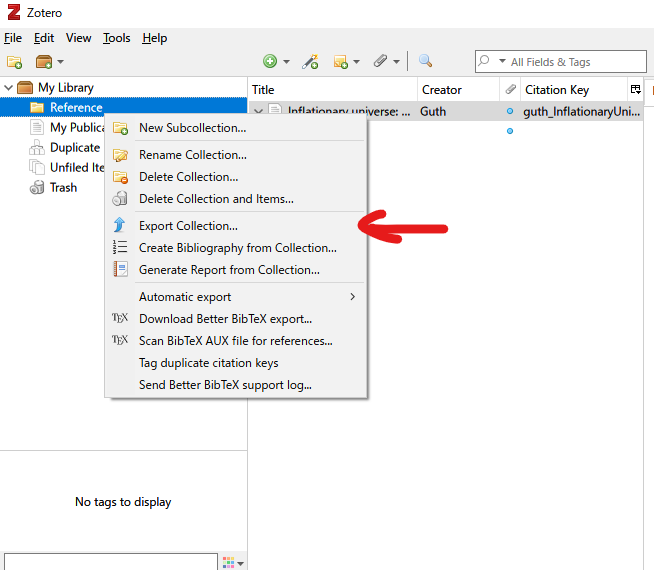 Zotero
File Edit View Tools Help
All Fields & Tags
My Library
Reference
My Publica
Duplicate
Unfiled Ite
Trash
Title Creator Citation Key
Inflationary universe: ... Guth guth_InflationaryUni...
New Subcollection...
Rename Collection...
Delete Collection...
Delete Collection and Items...
Export Collection...
Create Bibliography from Collection...
Generate Report from Collection...
Automatic export
TEX Download Better BibTeX export...
TEX Scan BibTeX AUX file for references...
Tag duplicate citation keys
Send Better BibTeX support log...
No tags to display